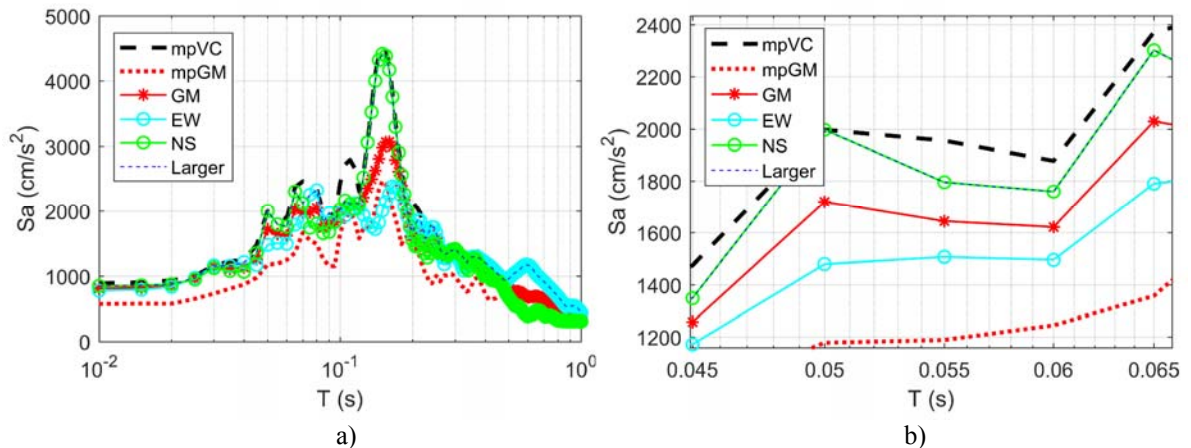 5000
4000
3000
2000
1000
0
Sa (cm/s²)
mpVC
mpGM
GM
EW
NS
Larger
10⁻² 10⁻¹ 10⁰
T (s)
a)
2400
2200
2000
1800
1600
1400
1200
Sa (cm/s²)
mpVC
mpGM
GM
EW
NS
Larger
0.045 0.05 0.055 0.06 0.065
T (s)
b)